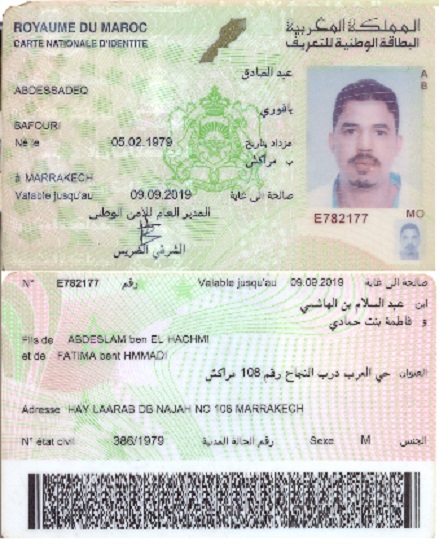 ROYAUME DU MAROC
المملكة المغربية
CARTE NATIONALE D'IDENTITE
البطاقة الوطنية للتعريف
عبد الصادق
ABDESSADEQ
بافوري
BAFOURI
Né le 05.02.1979 مزداد بتاريخ
ب مراكش
à MARRAKECH
Valable jusqu'au 09.09.2019 صالحة الى غاية
المدير العام للأمن الوطني
الشرقي الضريس
A
B
E782177
MO
N° E782177 رقم Valable jusqu'au 09.09.2019 صالحة الى غاية
ابن عبد السلام بن الهاشمي
و فاطمة بنت حمادي
Fils de ABDESLAM ben EL HACHMI
et de FATIMA bent HMMADI
العنوان حي العرب درب النجاح رقم 108 مراكش
Adresse HAY LAARAB DB NAJAH NO 108 MARRAKECH
N° état civil 386/1979 رقم الحالة المدنية Sexe M الجنس